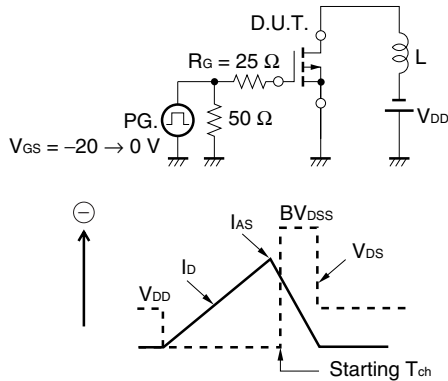 D.U.T.
RG = 25 Ω
L
PG.
50 Ω
VDD
VGS = −20 → 0 V
⊖
IAS
BVDSS
ID
VDS
VDD
Starting Tch